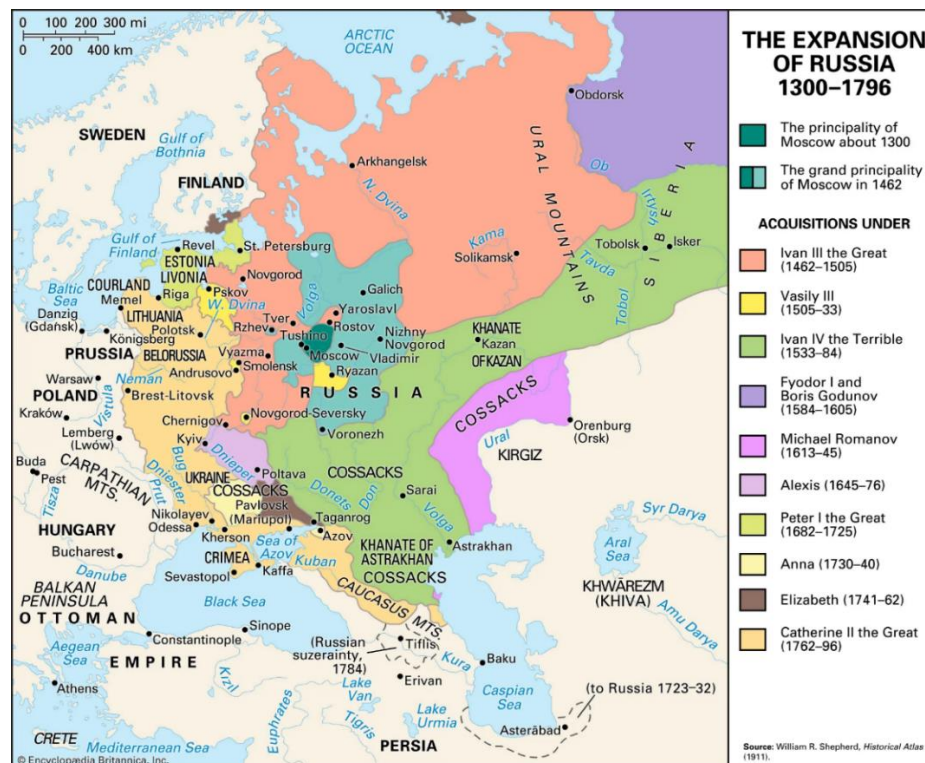 0 100 200 300 mi
0 200 400 km
ARCTIC
OCEAN
THE EXPANSION
OF RUSSIA
1300–1796
The principality of
Moscow about 1300
The grand principality
of Moscow in 1462
ACQUISITIONS UNDER
Ivan III the Great
(1462–1505)
Vasily III
(1505–33)
Ivan IV the Terrible
(1533–84)
Fyodor I and
Boris Godunov
(1584–1605)
Michael Romanov
(1613–45)
Alexis (1645–76)
Peter I the Great
(1682–1725)
Anna (1730–40)
Elizabeth (1741–62)
Catherine II the Great
(1762–96)
Source: William R. Shepherd, Historical Atlas
(1911).
Obdorsk
SWEDEN
Gulf of
Bothnia
FINLAND
Arkhangelsk
N. Dvina
URAL MOUNTAINS
Ob
Irtysh
SIBERIA
Tobolsk
Isker
Tavda
Tobol
Kama
Solikamsk
Gulf of
Finland
Revel
St. Petersburg
ESTONIA
LIVONIA
Novgorod
COURLAND
Baltic
Sea
Memel
Riga
Pskov
W. Dvina
Volga
Galich
Yaroslavl
Tver
Rostov
Rzhev
Tushino
Moscow
Vladimir
Nizhny
Novgorod
KHANATE
Kazan
OF KAZAN
Danzig
(Gdańsk)
LITHUANIA
Königsberg
Polotsk
PRUSSIA
BELORUSSIA
Vyazma
Smolensk
Andrusovo
Ryazan
RUSSIA
Neman
Warsaw
POLAND
Brest-Litovsk
Kraków
Vistula
Novgorod-Seversky
Chernigov
Voronezh
COSSACKS
Orenburg
(Orsk)
Ural
KIRGIZ
Lemberg
(Lwów)
Kyiv
Dnieper
Poltava
COSSACKS
Buda
Pest
CARPATHIAN
MTS.
Tisza
Bug
Dniester
Prut
UKRAINE
COSSACKS
Pavlovsk
(Mariupol)
Donets
Don
Sarai
Volga
Taganrog
HUNGARY
Nikolayev
Odessa
Kherson
Azov
Sea of
Azov
Astrakhan
Syr Darya
Aral
Sea
Bucharest
Danube
CRIMEA
Kaffa
Sevastopol
Kuban
KHANATE OF
ASTRAKHAN
COSSACKS
KHWĀREZM
(KHIVA)
BALKAN
PENINSULA
OTTOMAN
Black Sea
CAUCASUS MTS.
Amu Darya
Constantinople
Sinope
Aegean
Sea
EMPIRE
(Russian
suzerainty,
1784)
Tiflis
Kura
Baku
Kızıl
Erivan
Athens
Lake
Van
Caspian
Sea
(to Russia 1723–32)
Euphrates
Tigris
Lake
Urmia
Asterābad
CRETE
Mediterranean Sea
PERSIA
© Encyclopædia Britannica, Inc.